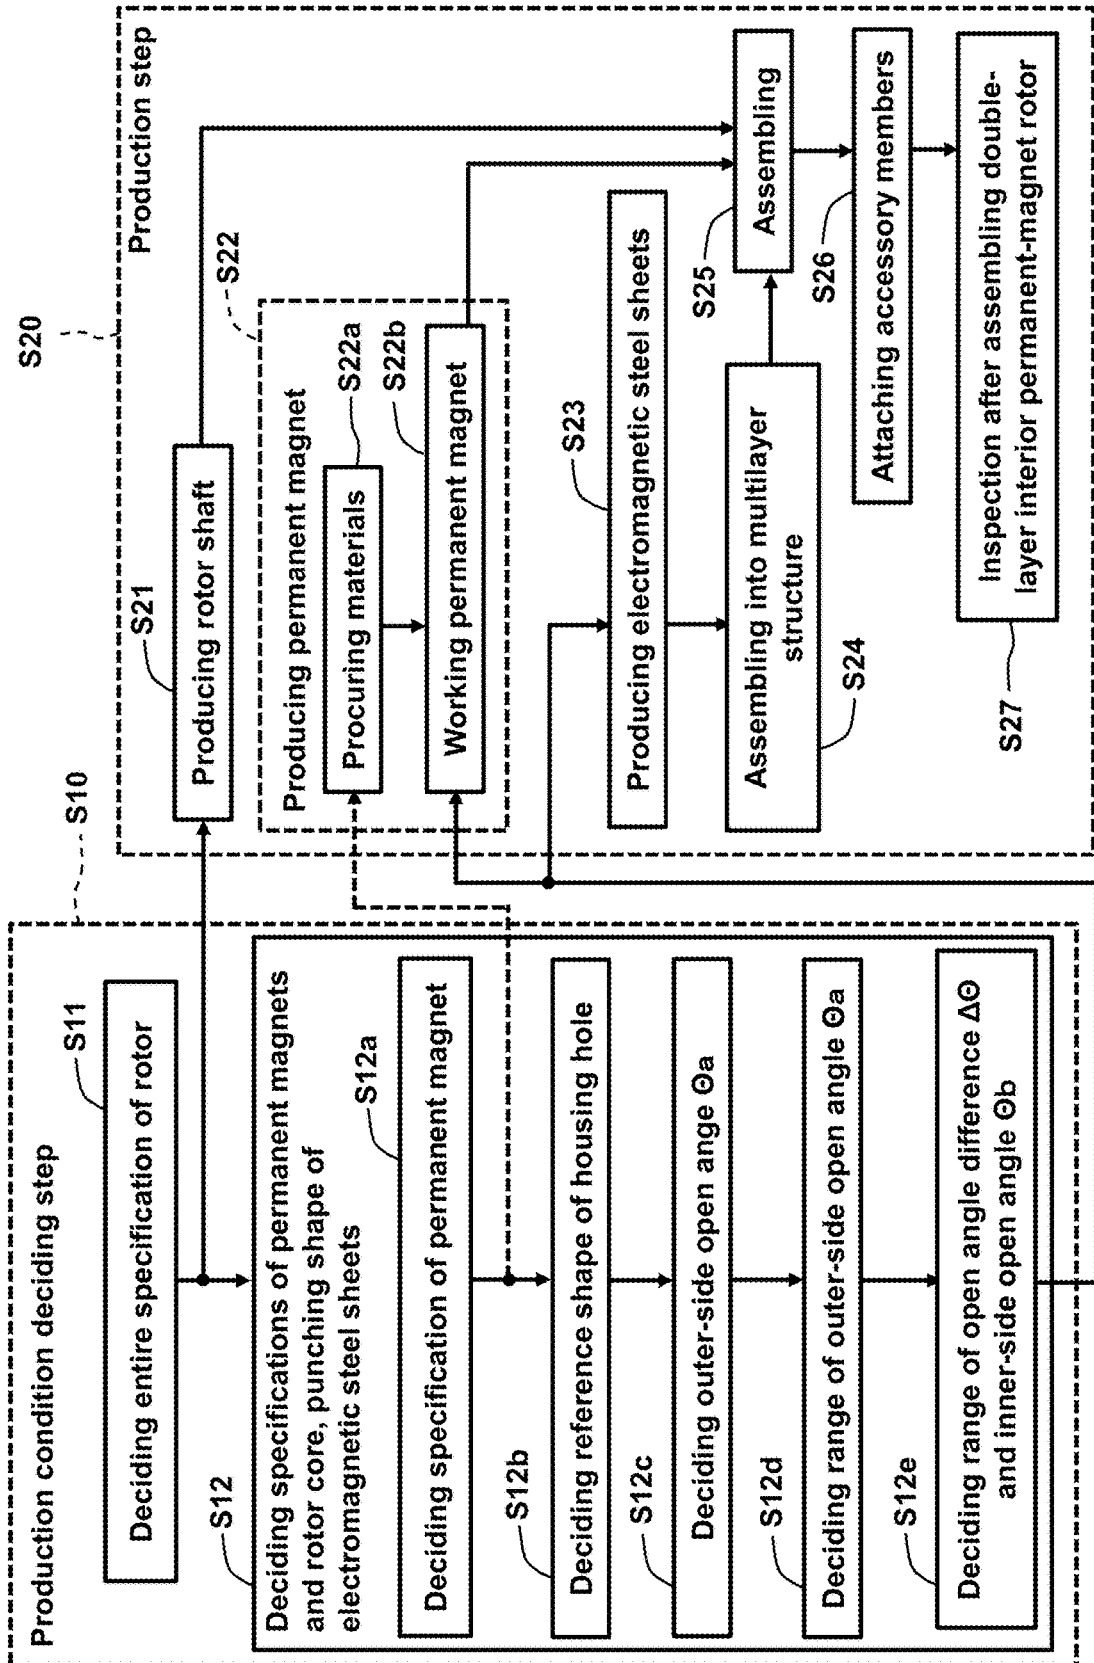 S10
Production condition deciding step
S11
Deciding entire specification of rotor
S12
Deciding specifications of permanent magnets
and rotor core, punching shape of
electromagnetic steel sheets
S12a
Deciding specification of permanent magnet
S12b
Deciding reference shape of housing hole
S12c
Deciding outer-side open ange Θa
S12d
Deciding range of outer-side open angle Θa
S12e
Deciding range of open angle difference ΔΘ
and inner-side open angle Θb
S20
Production step
S21
Producing rotor shaft
S22
Producing permanent magnet
S22a
Procuring materials
S22b
Working permanent magnet
S23
Producing electromagnetic steel sheets
S24
Assembling into multilayer
structure
S25
Assembling
S26
Attaching accessory members
S27
Inspection after assembling double-
layer interior permanent-magnet rotor